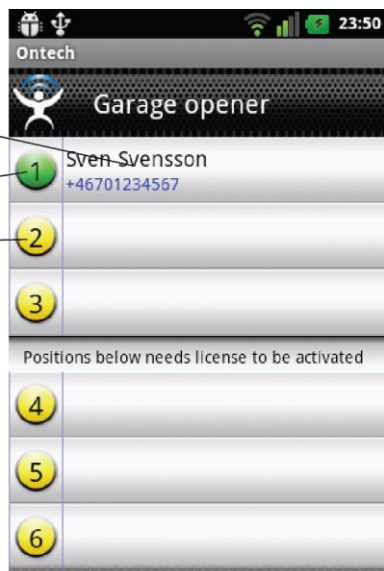 23:50
Ontech
Garage opener
1 Sven Svensson
+46701234567
2
3
Positions below needs license to be activated
4
5
6